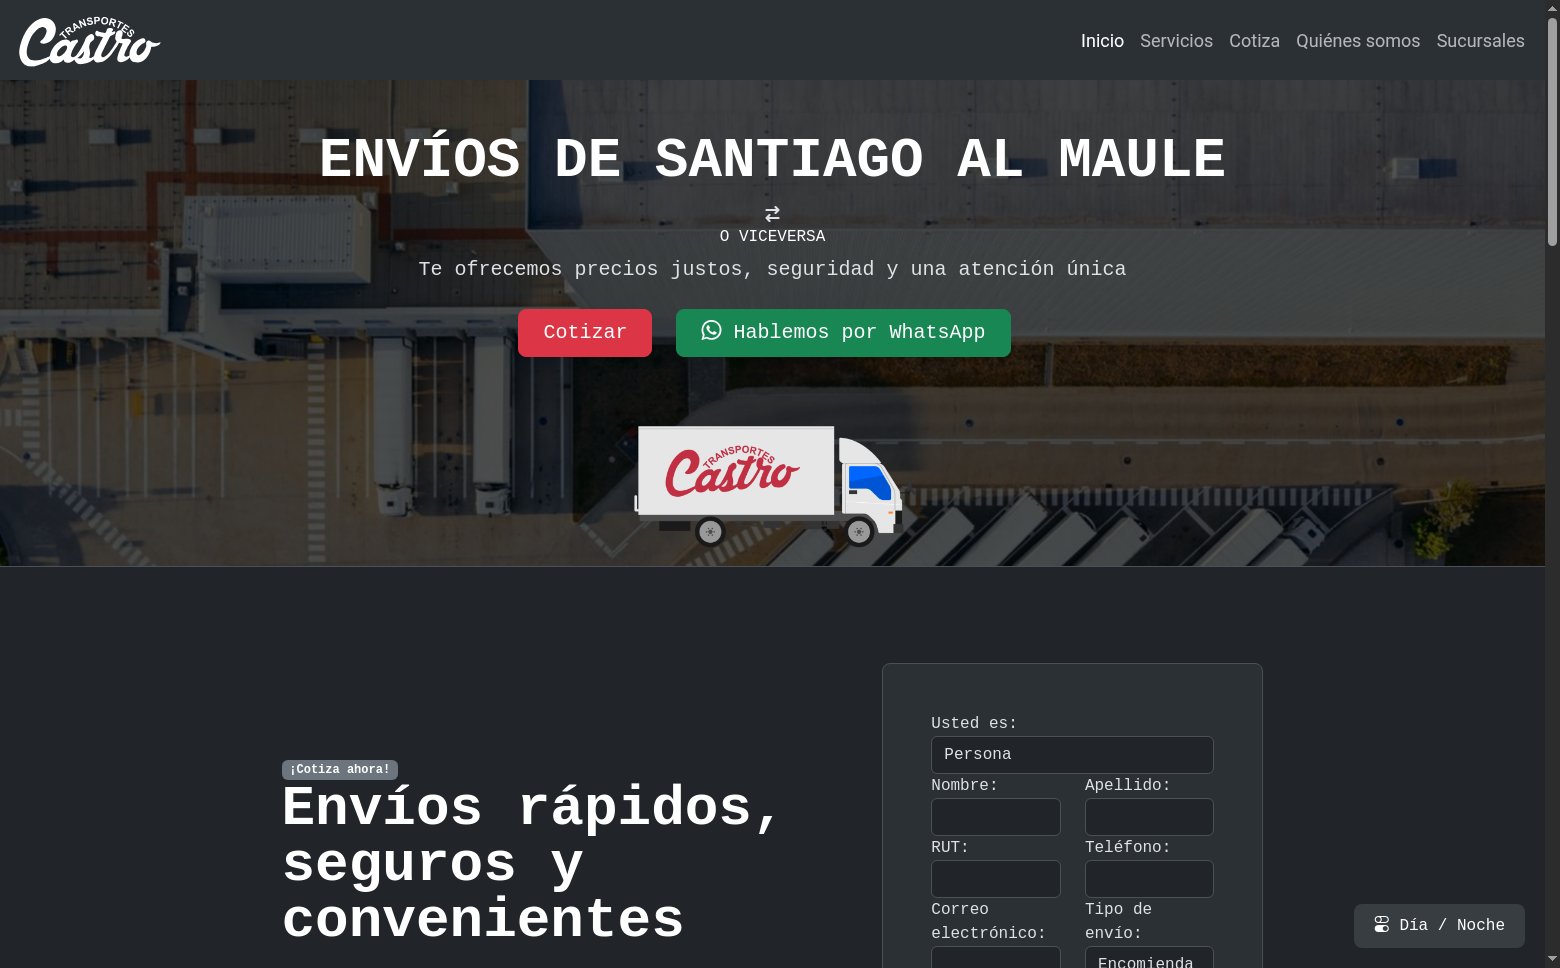 TRANSPORTES
Castro
Inicio Servicios Cotiza Quiénes somos Sucursales
ENVÍOS DE SANTIAGO AL MAULE
O VICEVERSA
Te ofrecemos precios justos, seguridad y una atención única
Cotizar
Hablemos por WhatsApp
TRANSPORTES
Castro
¡Cotiza ahora!
Envíos rápidos,
seguros y
convenientes
Usted es:
Persona
Nombre: Apellido:
RUT: Teléfono:
Correo
electrónico:
Tipo de
envío:
Encomienda
Día / Noche